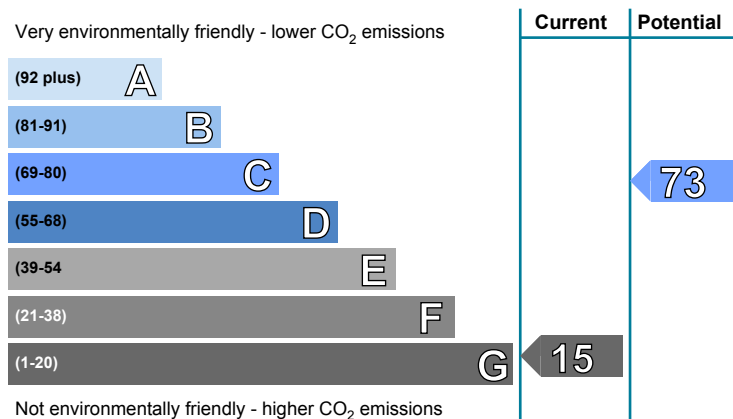 Current Potential
Very environmentally friendly - lower CO2 emissions
(92 plus) A
(81-91) B
(69-80) C
73
(55-68) D
(39-54 E
(21-38) F
(1-20) G
15
Not environmentally friendly - higher CO2 emissions